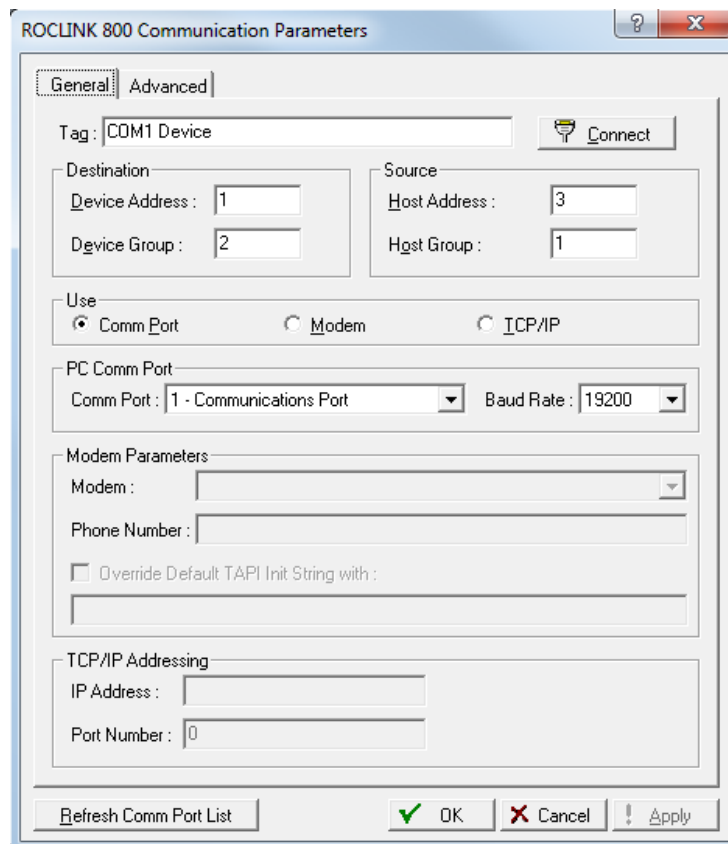 ROCLINK 800 Communication Parameters
General Advanced
Tag : COM1 Device Connect
Destination Source
Device Address : 1 Host Address : 3
Device Group : 2 Host Group : 1
Use
Comm Port Modem TCP/IP
PC Comm Port
Comm Port : 1 - Communications Port Baud Rate : 19200
Modem Parameters
Modem :
Phone Number :
Override Default TAPI Init String with :
TCP/IP Addressing
IP Address :
Port Number : 0
Refresh Comm Port List OK Cancel Apply